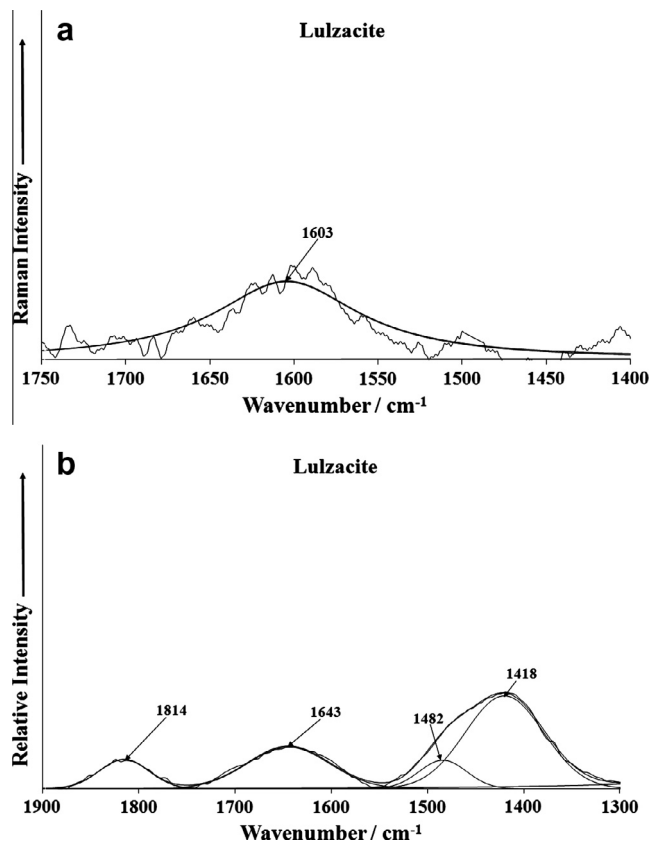 a
Lulzacite
Raman Intensity
1603
1750 1700 1650 1600 1550 1500 1450 1400
Wavenumber / cm-1
b
Lulzacite
Relative Intensity
1814
1643
1482
1418
1900 1800 1700 1600 1500 1400 1300
Wavenumber / cm-1